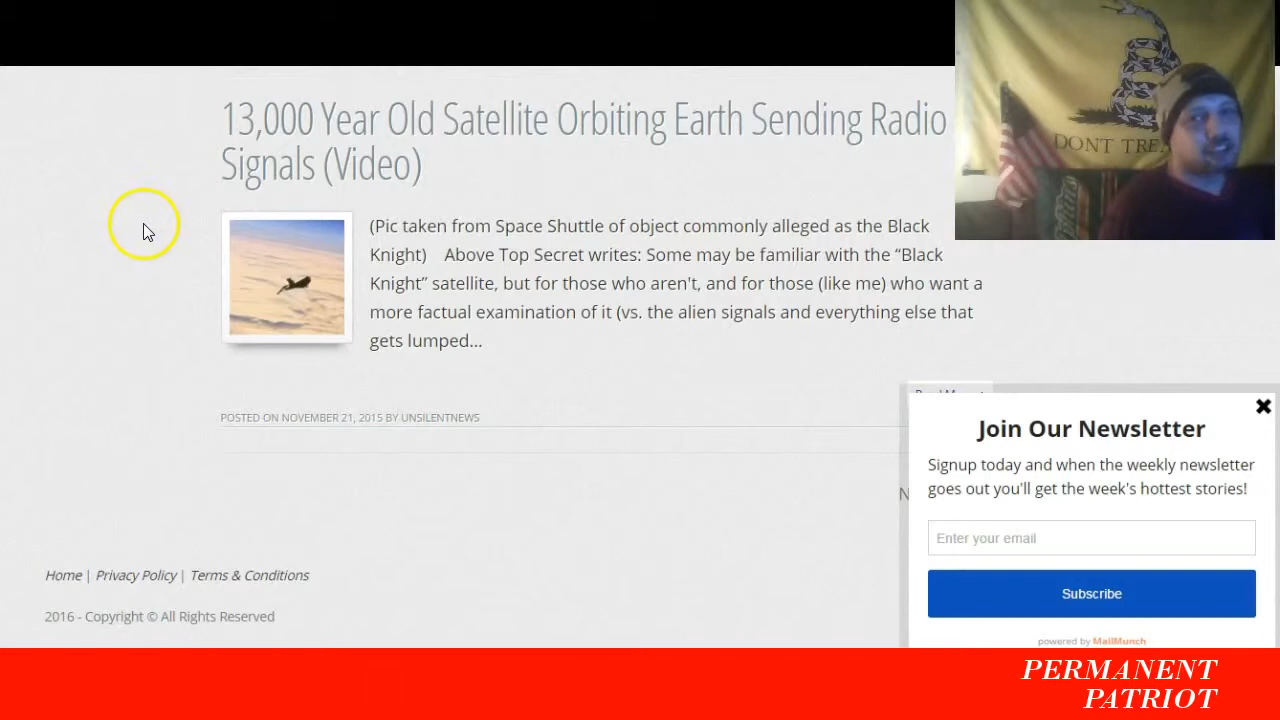 13,000 Year Old Satellite Orbiting Earth Sending Radio
Signals (Video)
DONT TRE
(Pic taken from Space Shuttle of object commonly alleged as the Black
Knight) Above Top Secret writes: Some may be familiar with the “Black
Knight” satellite, but for those who aren't, and for those (like me) who want a
more factual examination of it (vs. the alien signals and everything else that
gets lumped...
POSTED ON NOVEMBER 21, 2015 BY UNSILENTNEWS
Join Our Newsletter
Signup today and when the weekly newsletter
goes out you'll get the week's hottest stories!
Enter your email
Subscribe
powered by MailMunch
Home | Privacy Policy | Terms & Conditions
2016 - Copyright © All Rights Reserved
PERMANENT
PATRIOT